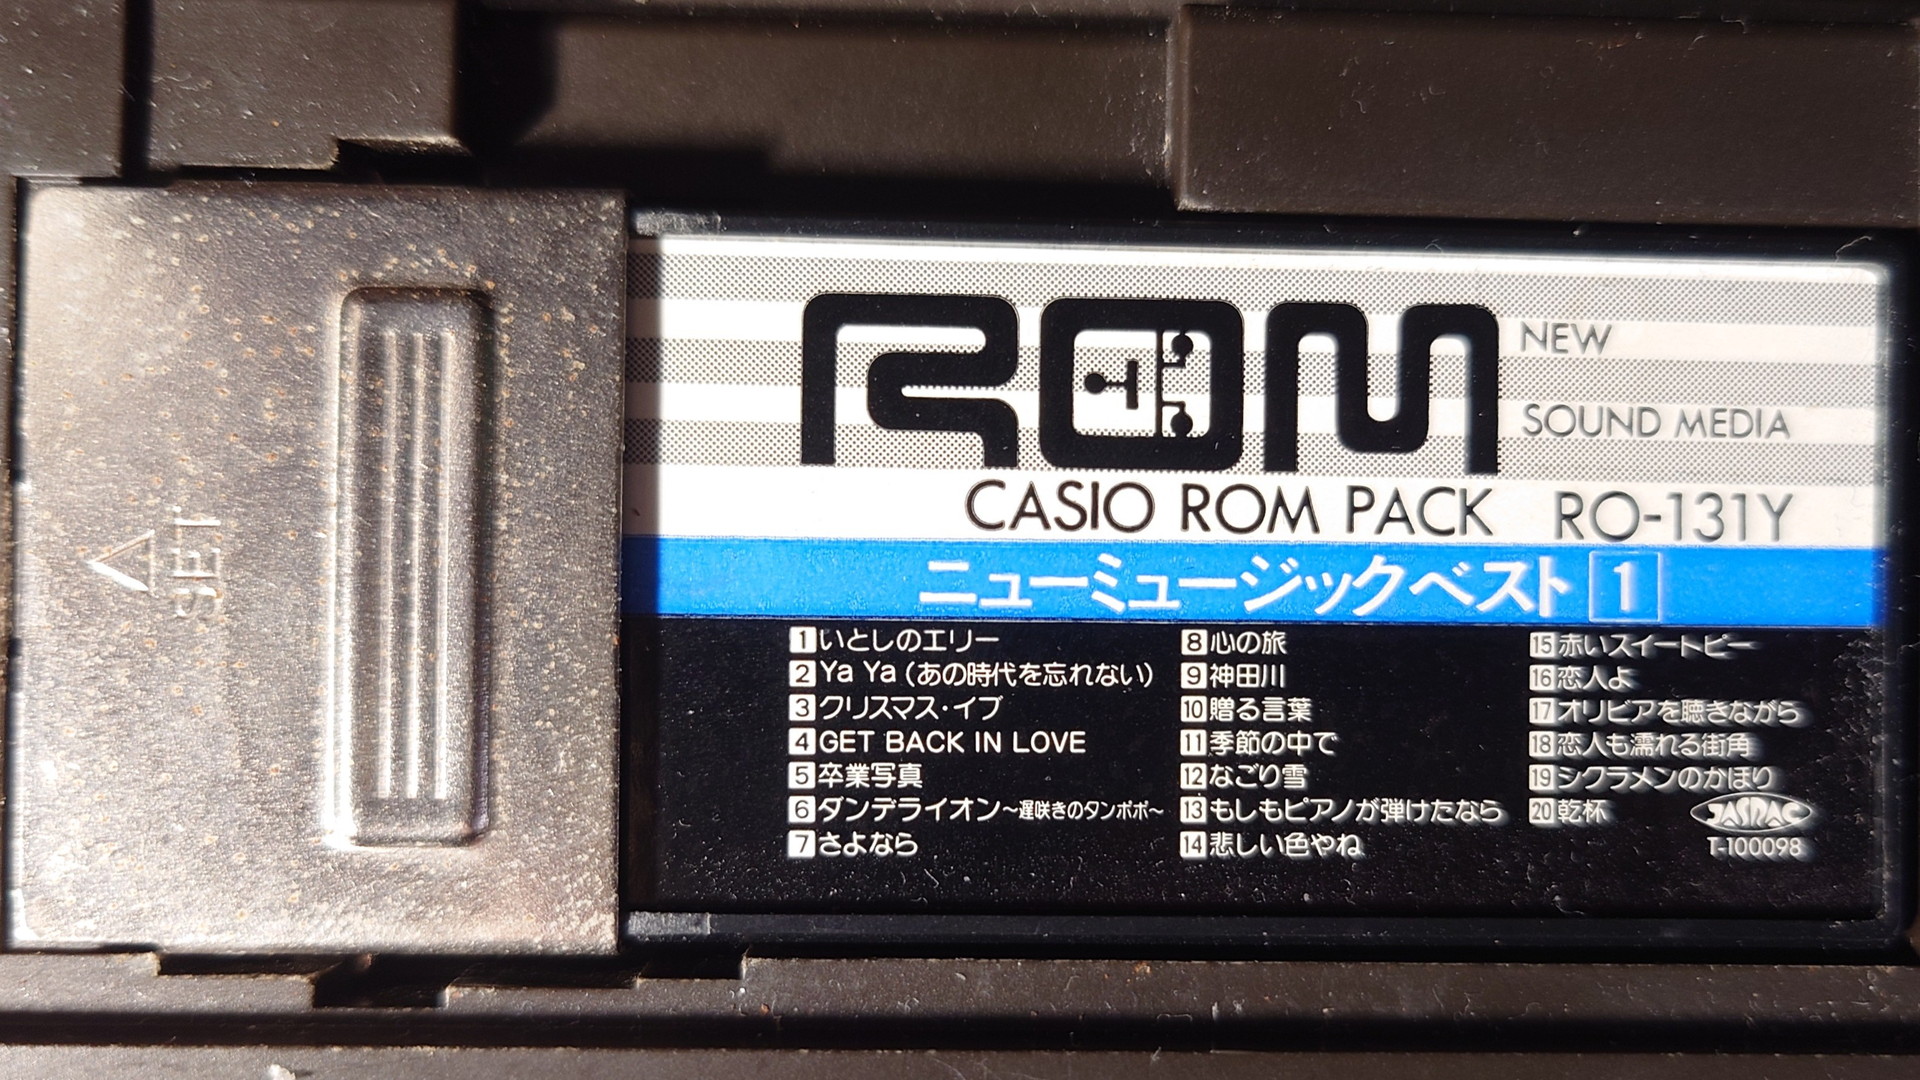 △
SET
ROM
NEW
SOUND MEDIA
CASIO ROM PACK RO-131Y
ニューミュージックベスト 1
1 いとしのエリー
2 Ya Ya (あの時代を忘れない)
3 クリスマス・イブ
4 GET BACK IN LOVE
5 卒業写真
6 ダンデライオン〜遅咲きのタンポポ〜
7 さよなら
8 心の旅
9 神田川
10 贈る言葉
11 季節の中で
12 なごり雪
13 もしもピアノが弾けたなら
14 悲しい色やね
15 赤いスイートピー
16 恋人よ
17 オリビアを聴きながら
18 恋人も濡れる街角
19 シクラメンのかほり
20 乾杯
JASRAC
T-100098